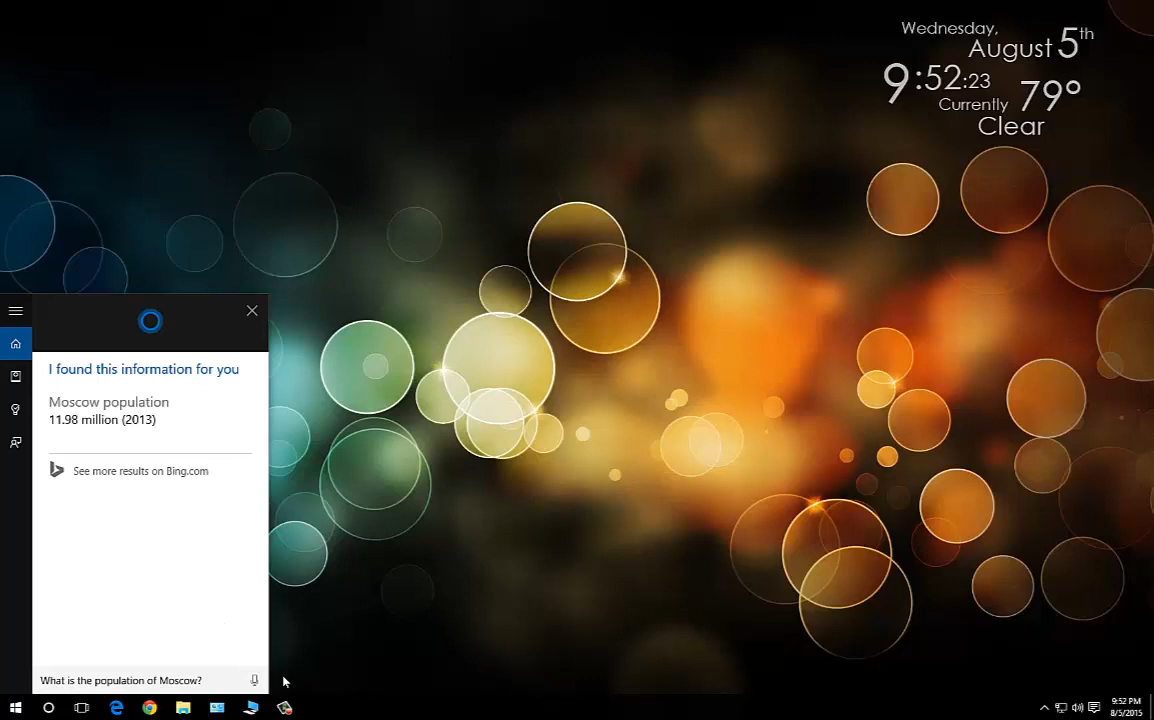 Wednesday,
August 5th
9:52:23
Currently 79°
Clear
I found this information for you
Moscow population
11.98 million (2013)
See more results on Bing.com
What is the population of Moscow?
9:52 PM
8/5/2015